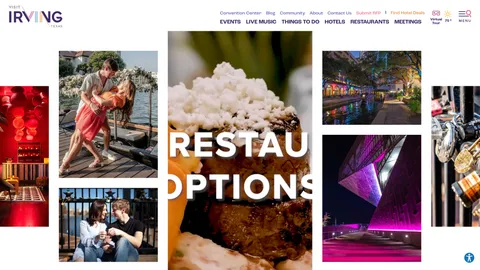 VISIT
IRVING
TEXAS
Convention Center Blog Community About Contact Us Submit RFP Find Hotel Deals
EVENTS LIVE MUSIC THINGS TO DO HOTELS RESTAURANTS MEETINGS
Virtual
Tour
MENU
RESTAU
OPTIONS